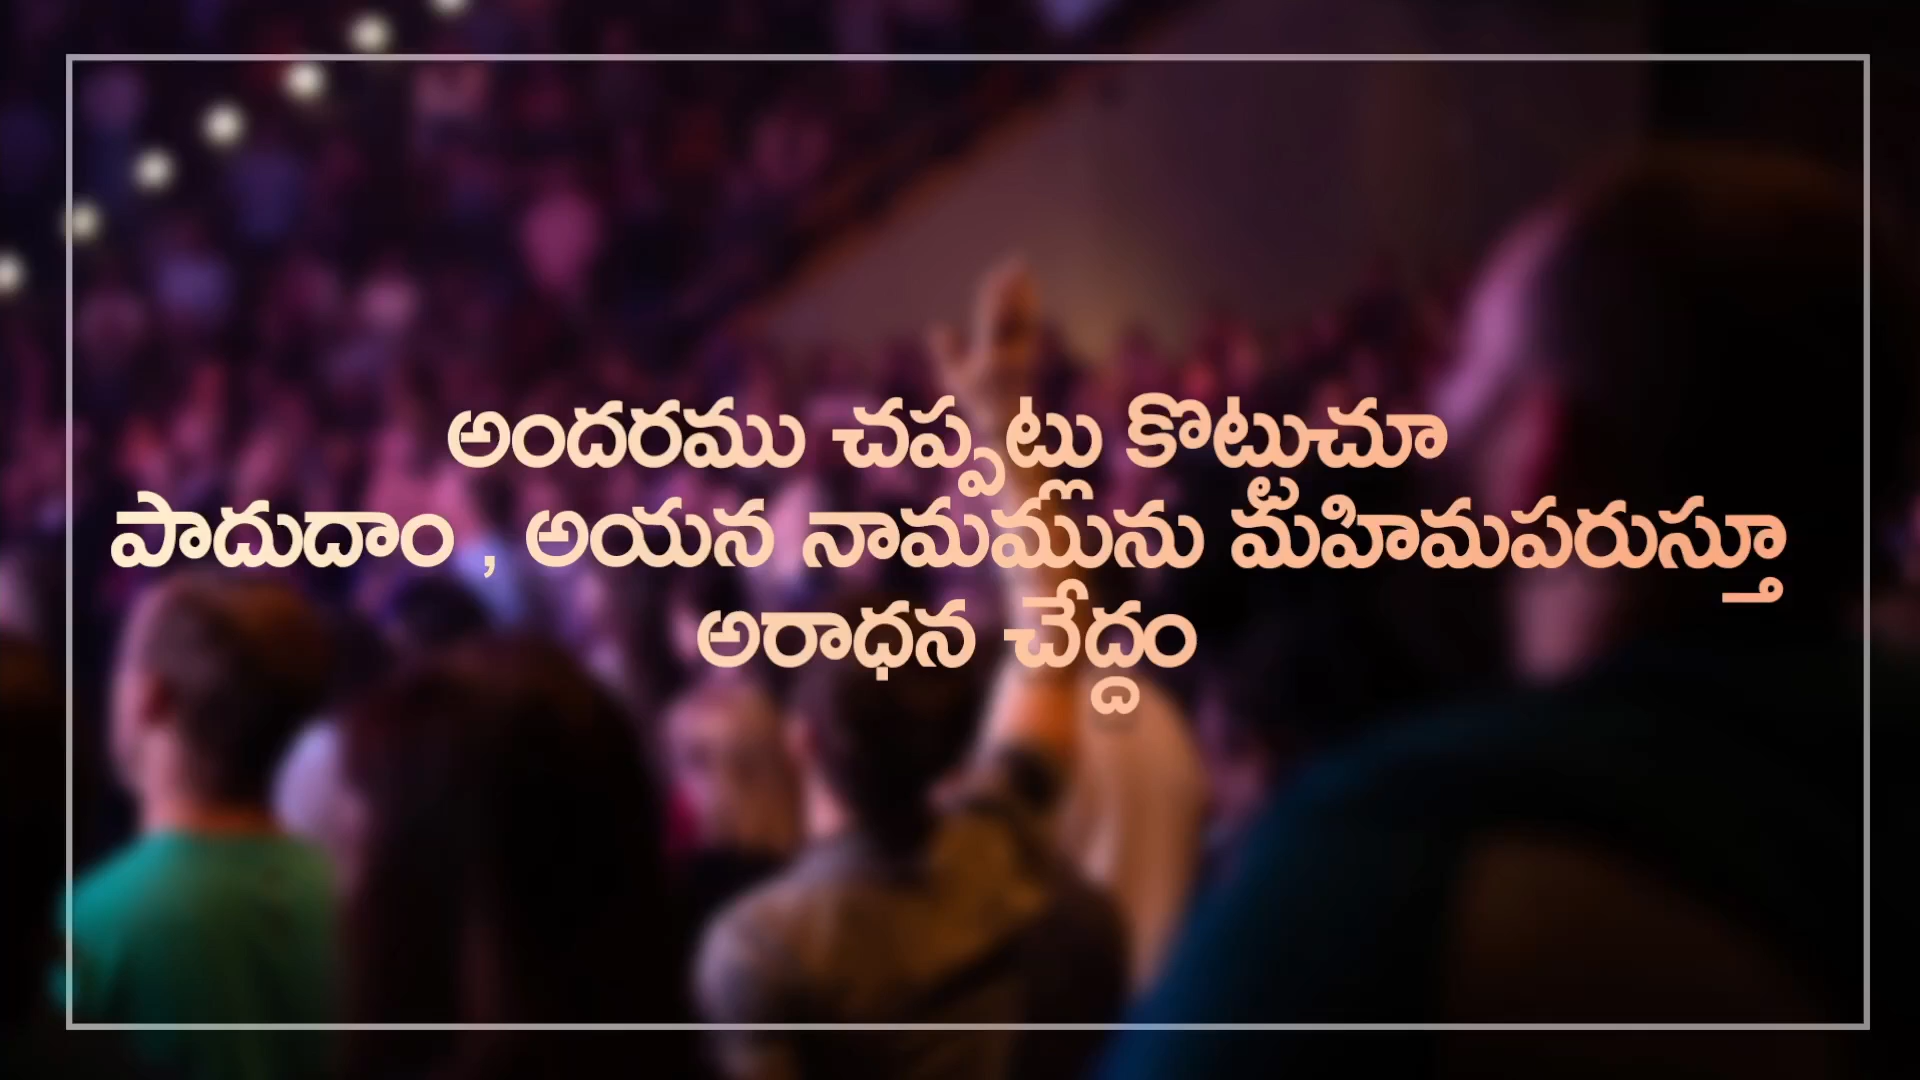 అందరము చప్పట్లు కొట్టుచూ
పాదుదాం , అయన నామమును మహిమపరుస్తూ
అరాధన చేద్దం